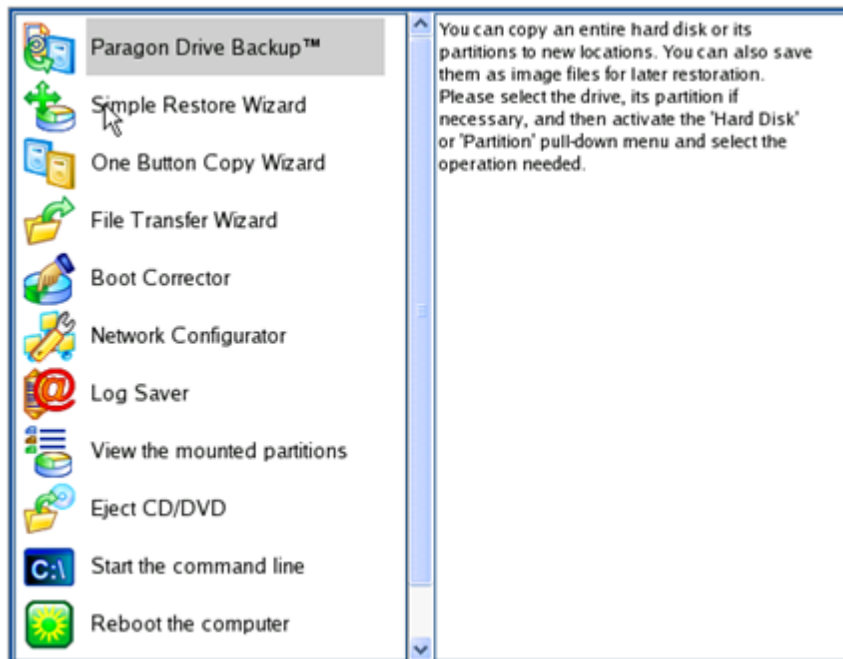 Paragon Drive Backup™
Simple Restore Wizard
One Button Copy Wizard
File Transfer Wizard
Boot Corrector
Network Configurator
Log Saver
View the mounted partitions
Eject CD/DVD
C:\ Start the command line
Reboot the computer
You can copy an entire hard disk or its
partitions to new locations. You can also save
them as image files for later restoration.
Please select the drive, its partition if
necessary, and then activate the 'Hard Disk'
or 'Partition' pull-down menu and select the
operation needed.